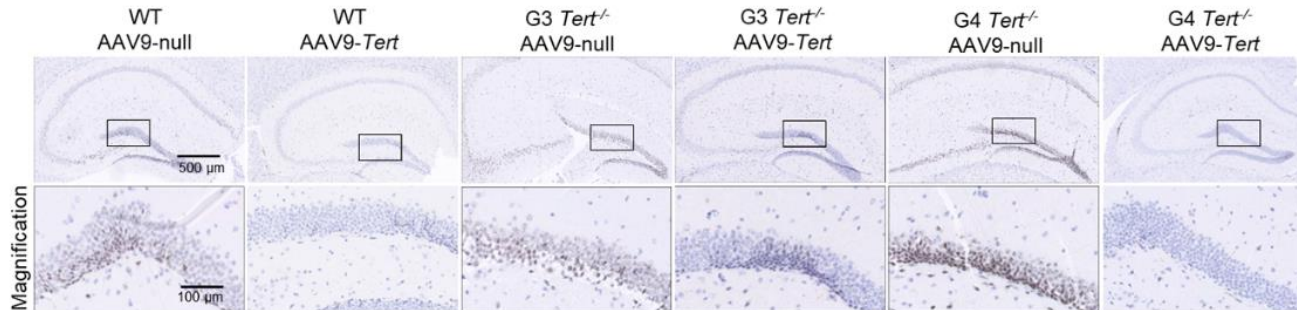 WT
AAV9-null
WT
AAV9-Tert
G3 Tert-/-
AAV9-null
G3 Tert-/-
AAV9-Tert
G4 Tert-/-
AAV9-null
G4 Tert-/-
AAV9-Tert
500 µm
Magnification
100 µm